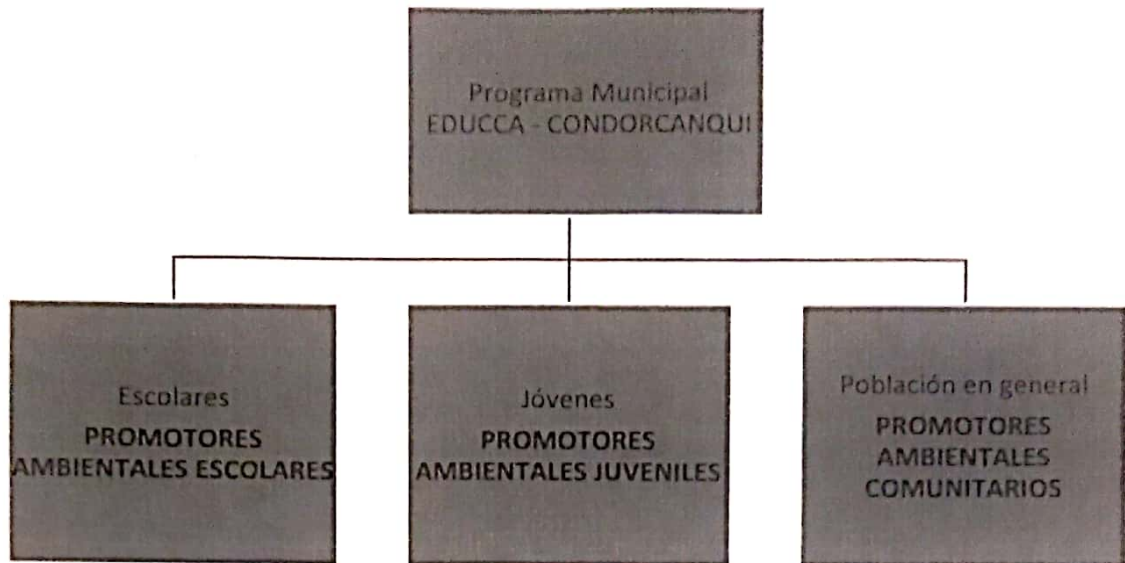 Programa Municipal
EDUCCA - CONDORCANQUI
Escolares
PROMOTORES
AMBIENTALES ESCOLARES
Jóvenes
PROMOTORES
AMBIENTALES JUVENILES
Población en general
PROMOTORES
AMBIENTALES
COMUNITARIOS